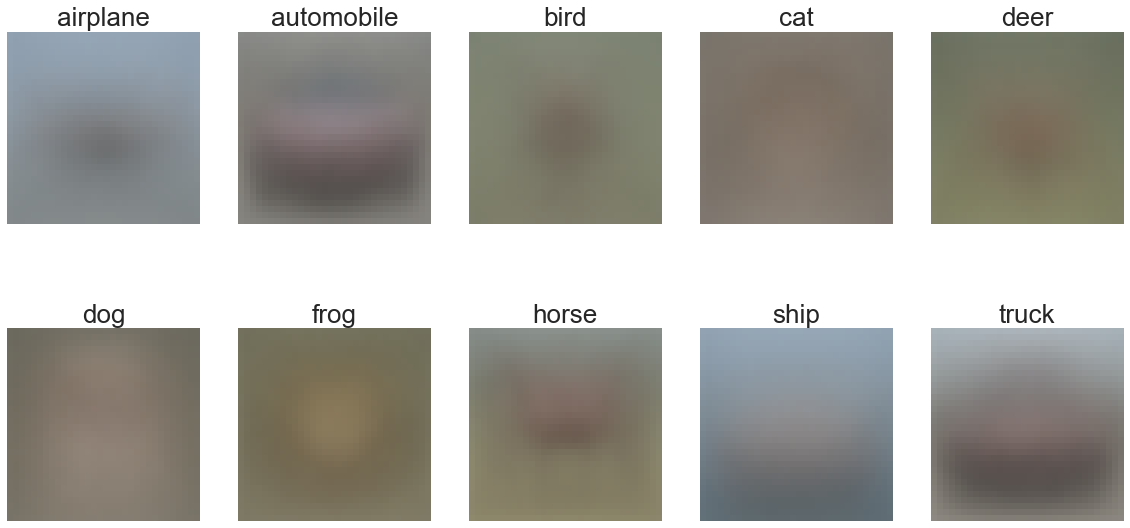 airplane automobile bird cat deer
dog frog horse ship truck